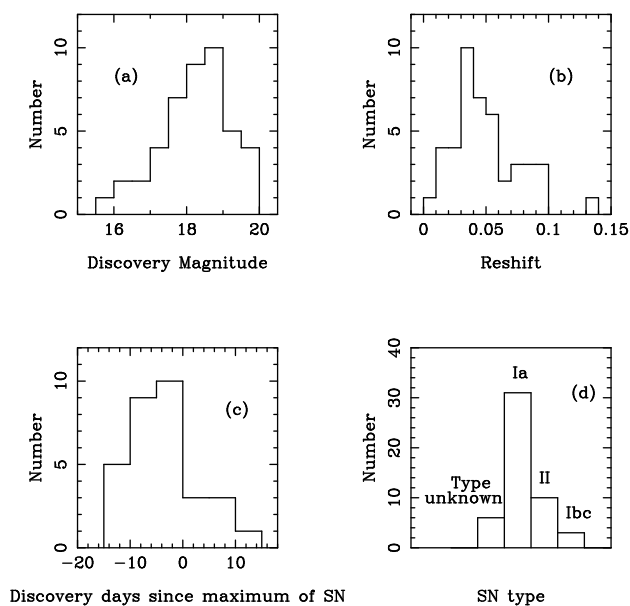 (a)
Number
10
5
0
16
18
20
Discovery Magnitude
(b)
Number
10
5
0
0
0.05
0.1
0.15
Reshift
(c)
Number
10
5
0
−20
−10
0
10
Discovery days since maximum of SN
(d)
Number
40
30
20
10
0
Type
unknown
Ia
II
Ibc
SN type